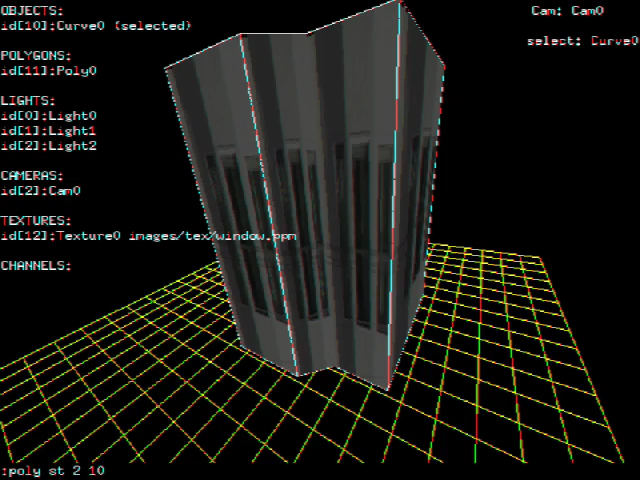 OBJECTS:
id[10]:Curve0 (selected)
POLYGONS:
id[11]:Poly0
LIGHTS:
id[0]:Light0
id[1]:Light1
id[2]:Light2
CAMERAS:
id[2]:Cam0
TEXTURES:
id[12]:Texture0 images/tex/window.ppm
CHANNELS:
Cam: Cam0
select: Curve0
:poly st 2 10